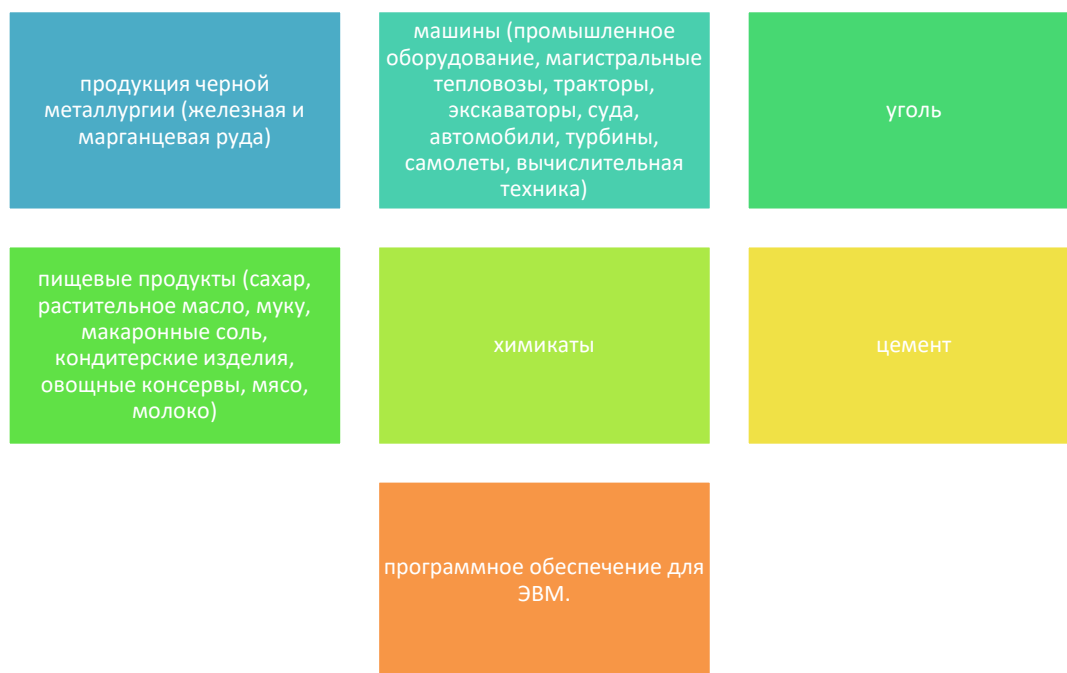 продукция черной
металлургии (железная и
марганцевая руда)
машины (промышленное
оборудование, магистральные
тепловозы, тракторы,
экскаваторы, суда,
автомобили, турбины,
самолеты, вычислительная
техника)
уголь
пищевые продукты (сахар,
растительное масло, муку,
макаронные соль,
кондитерские изделия,
овощные консервы, мясо,
молоко)
химикаты
цемент
программное обеспечение для
ЭВМ.